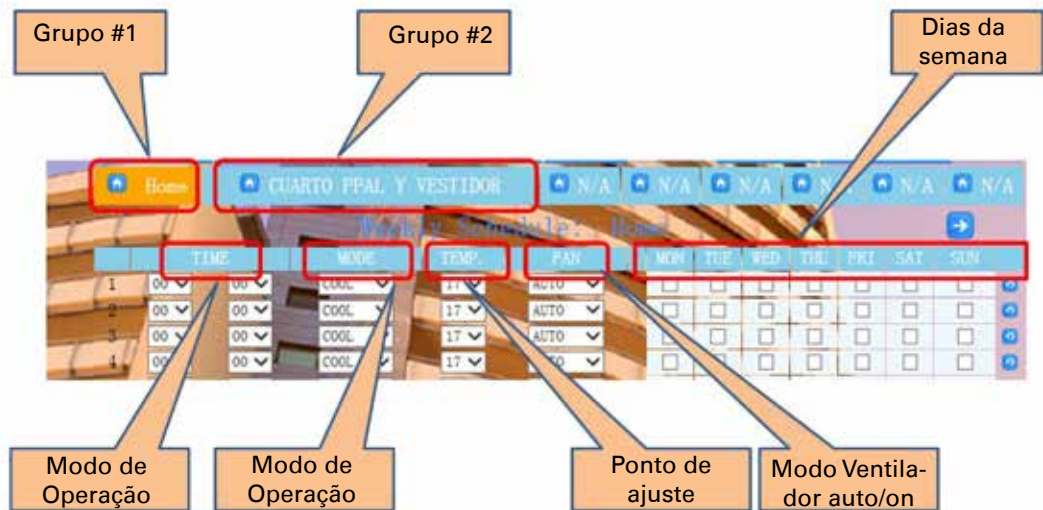 Grupo #1
Grupo #2
Dias da
semana
Home
CUARTO PPAL Y VESTIDOR
N/A
N/A
N/A
N/A
N/A
Weekly Schedule: Home
TIME
MODE
TEMP.
FAN
MON TUE WED THU FRI SAT SUN
1 00 00 COOL 17 AUTO
2 00 00 COOL 17 AUTO
3 00 00 COOL 17 AUTO
4 00 00 COOL 17 AUTO
Modo de
Operação
Modo de
Operação
Ponto de
ajuste
Modo Ventila-
dor auto/on